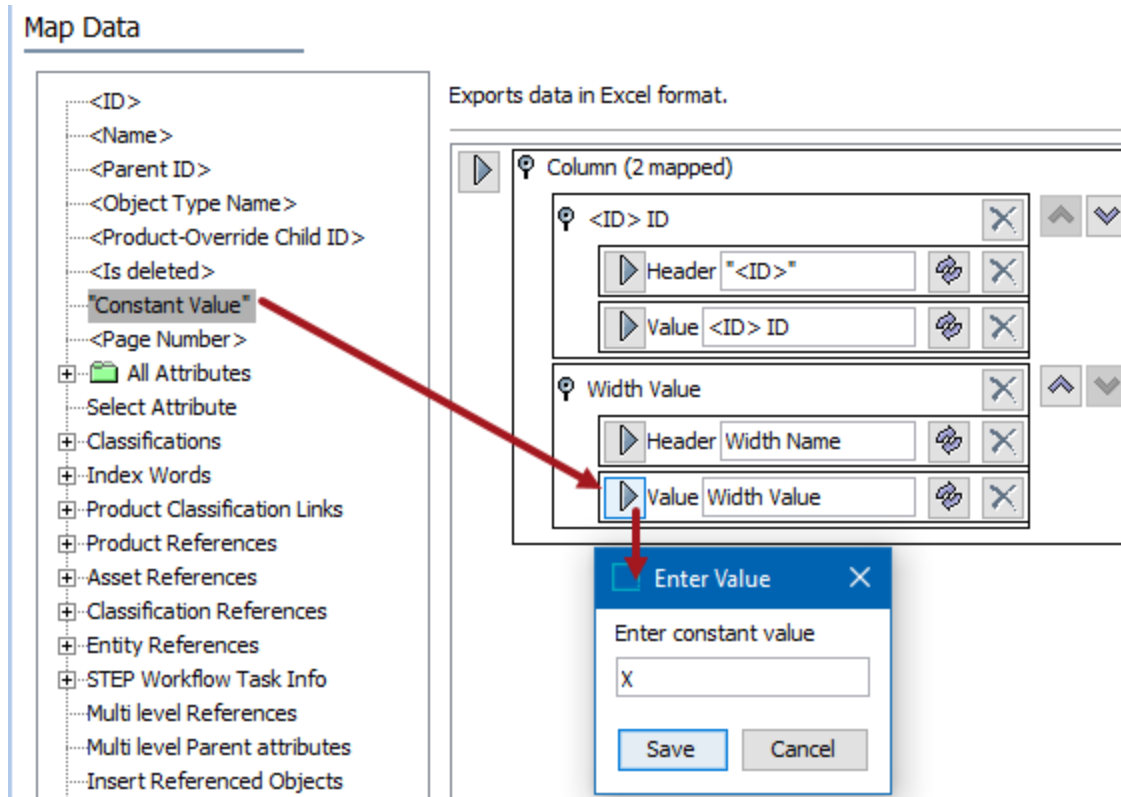 Map Data
<ID>
<Name>
<Parent ID>
<Object Type Name>
<Product-Override Child ID>
<Is deleted>
"Constant Value"
<Page Number>
All Attributes
Select Attribute
Classifications
Index Words
Product Classification Links
Product References
Asset References
Classification References
Entity References
STEP Workflow Task Info
Multi level References
Multi level Parent attributes
Insert Referenced Objects
Exports data in Excel format.
Column (2 mapped)
<ID> ID
Header "<ID>"
Value <ID> ID
Width Value
Header Width Name
Value Width Value
Enter Value
Enter constant value
X
Save Cancel